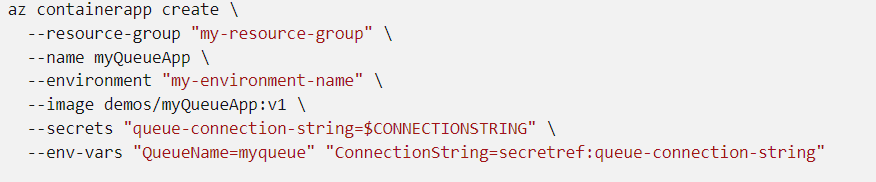 az containerapp create \
  --resource-group "my-resource-group" \
  --name myQueueApp \
  --environment "my-environment-name" \
  --image demos/myQueueApp:v1 \
  --secrets "queue-connection-string=$CONNECTIONSTRING" \
  --env-vars "QueueName=myqueue" "ConnectionString=secretref:queue-connection-string"